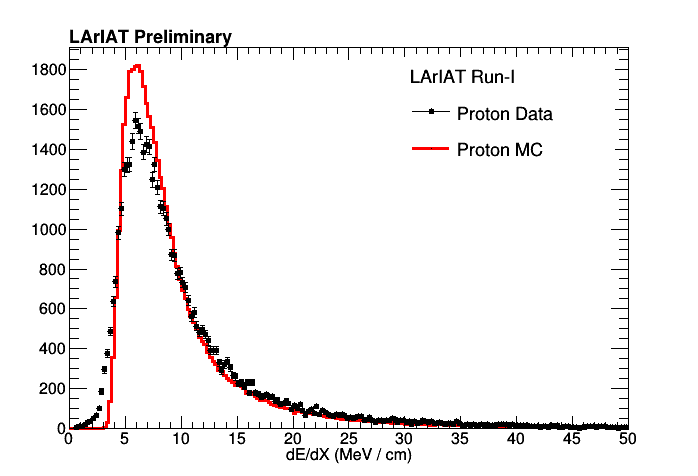 LArIAT Preliminary
LArIAT Run-I
Proton Data
Proton MC
1800
1600
1400
1200
1000
800
600
400
200
0
0 5 10 15 20 25 30 35 40 45 50
dE/dX (MeV / cm)